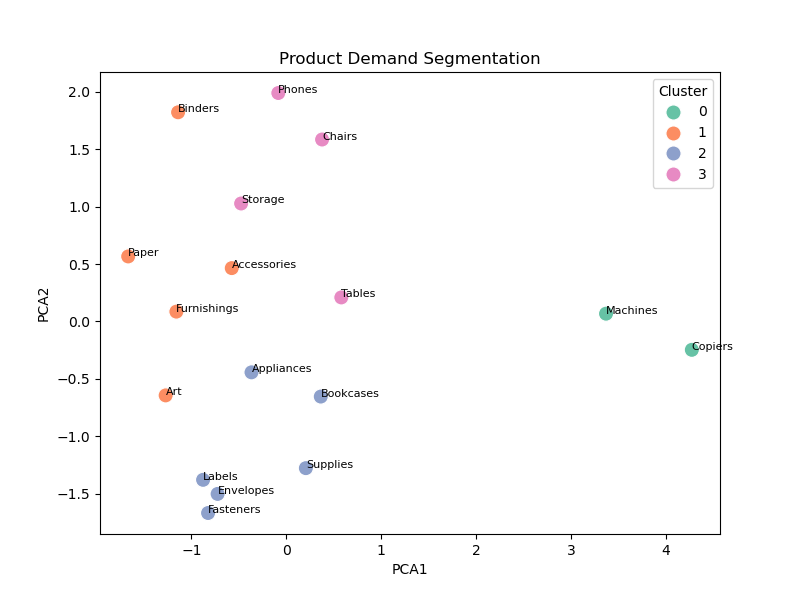 Product Demand Segmentation
Cluster
0
1
2
3
2.0
1.5
1.0
0.5
0.0
−0.5
−1.0
−1.5
PCA2
Phones
Binders
Chairs
Storage
Paper
Accessories
Tables
Furnishings
Machines
Copiers
Appliances
Art
Bookcases
Supplies
Labels
Envelopes
Fasteners
−1 0 1 2 3 4
PCA1